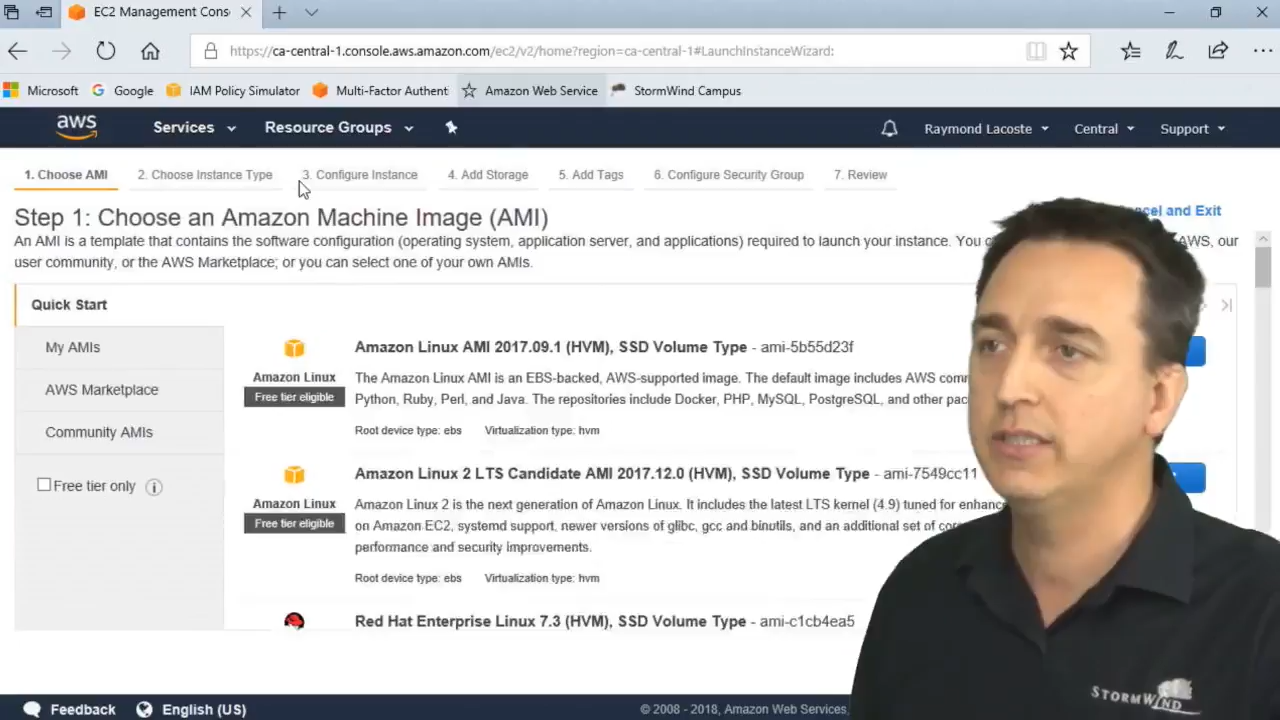 EC2 Management Cons
https://ca-central-1.console.aws.amazon.com/ec2/v2/home?region=ca-central-1#LaunchInstanceWizard:
Microsoft Google IAM Policy Simulator Multi-Factor Authenti Amazon Web Service StormWind Campus
aws Services Resource Groups Raymond Lacoste Central Support
1. Choose AMI 2. Choose Instance Type 3. Configure Instance 4. Add Storage 5. Add Tags 6. Configure Security Group 7. Review
Step 1: Choose an Amazon Machine Image (AMI)
cel and Exit
An AMI is a template that contains the software configuration (operating system, application server, and applications) required to launch your instance. You AWS, our
user community, or the AWS Marketplace; or you can select one of your own AMIs.
Quick Start
My AMIs
AWS Marketplace
Community AMIs
Free tier only
Amazon Linux
Free tier eligible
Amazon Linux AMI 2017.09.1 (HVM), SSD Volume Type - ami-5b55d23f
The Amazon Linux AMI is an EBS-backed, AWS-supported image. The default image includes AWS com
Python, Ruby, Perl, and Java. The repositories include Docker, PHP, MySQL, PostgreSQL, and other pac
Root device type: ebs Virtualization type: hvm
Amazon Linux
Free tier eligible
Amazon Linux 2 LTS Candidate AMI 2017.12.0 (HVM), SSD Volume Type - ami-7549cc11
Amazon Linux 2 is the next generation of Amazon Linux. It includes the latest LTS kernel (4.9) tuned for enhanc
on Amazon EC2, systemd support, newer versions of glibc, gcc and binutils, and an additional set of cor
performance and security improvements.
Root device type: ebs Virtualization type: hvm
Red Hat Enterprise Linux 7.3 (HVM), SSD Volume Type - ami-c1cb4ea5
STORMWIND
Feedback English (US) © 2008 - 2018, Amazon Web Services,